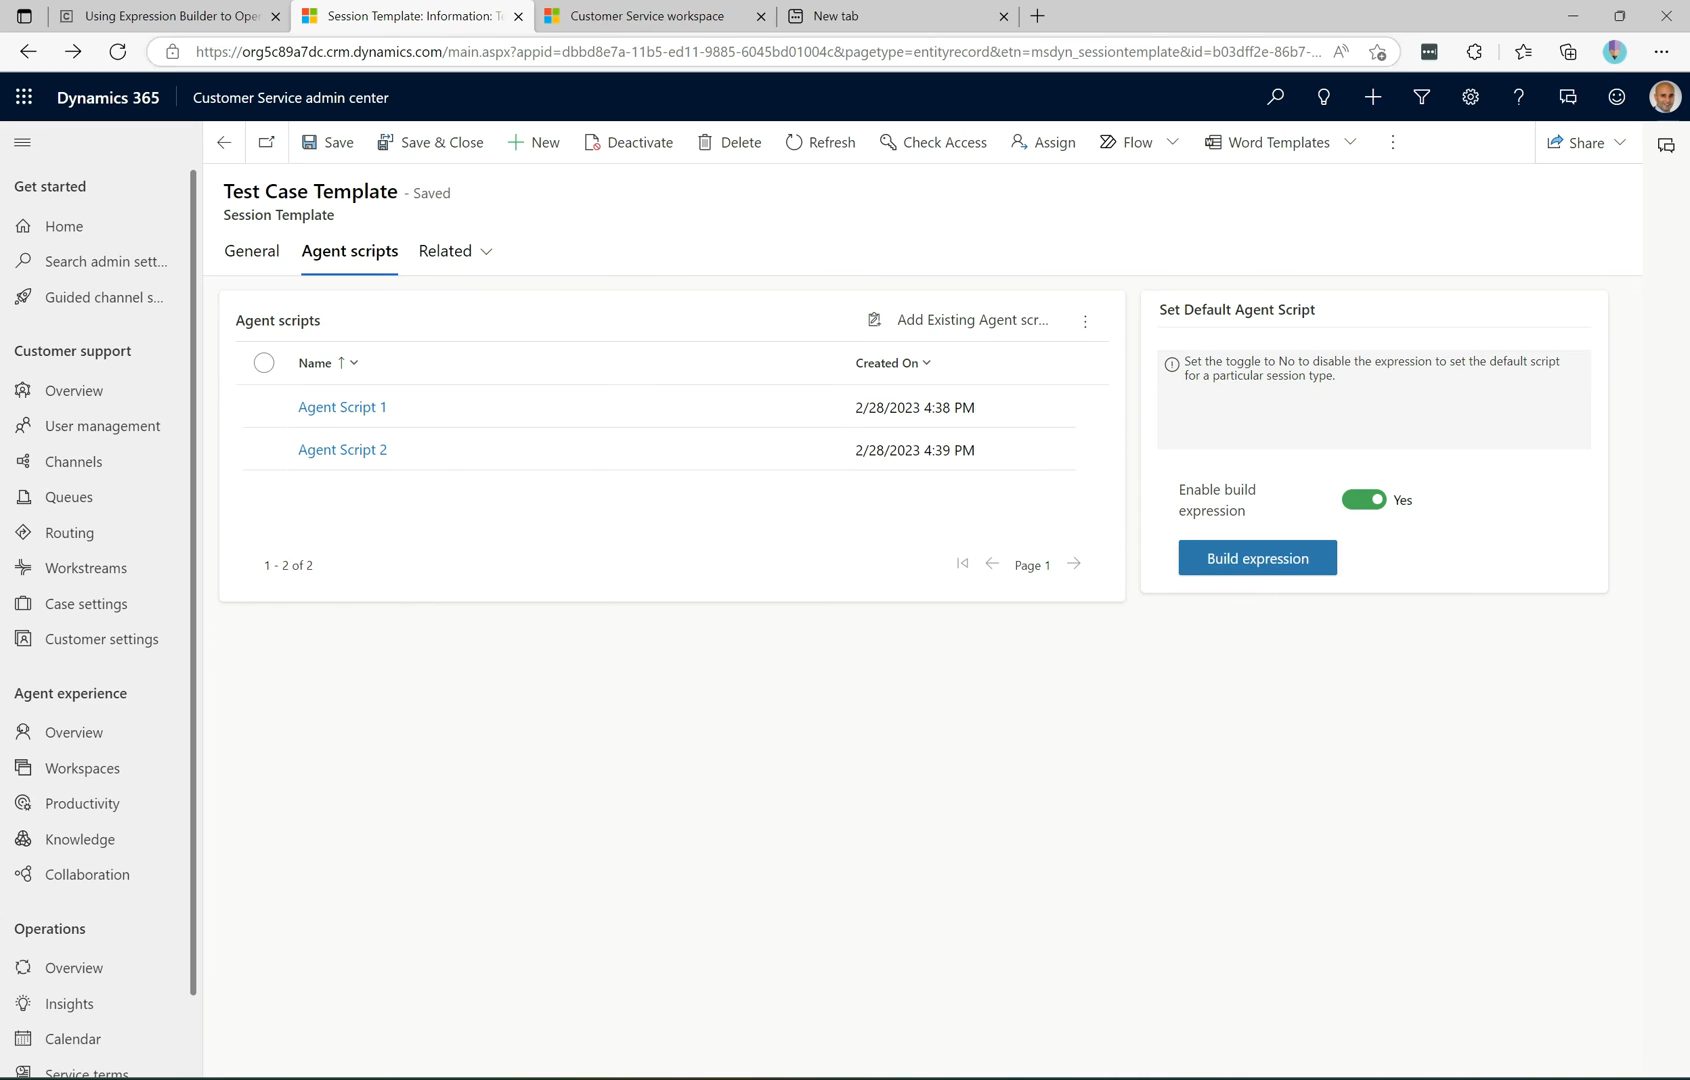 Using Expression Builder to Oper
Session Template: Information: Te
Customer Service workspace
New tab
https://org5c89a7dc.crm.dynamics.com/main.aspx?appid=dbbd8e7a-11b5-ed11-9885-6045bd01004c&pagetype=entityrecord&etn=msdyn_sessiontemplate&id=b03dff2e-86b7-...
Dynamics 365
Customer Service admin center
Save
Save & Close
New
Deactivate
Delete
Refresh
Check Access
Assign
Flow
Word Templates
Share
Get started
Home
Search admin sett...
Guided channel s...
Customer support
Overview
User management
Channels
Queues
Routing
Workstreams
Case settings
Customer settings
Agent experience
Overview
Workspaces
Productivity
Knowledge
Collaboration
Operations
Overview
Insights
Calendar
Service terms
Test Case Template - Saved
Session Template
General
Agent scripts
Related
Agent scripts
Add Existing Agent scr...
Name
Created On
Agent Script 1
2/28/2023 4:38 PM
Agent Script 2
2/28/2023 4:39 PM
1 - 2 of 2
Page 1
Set Default Agent Script
Set the toggle to No to disable the expression to set the default script
for a particular session type.
Enable build
expression
Yes
Build expression